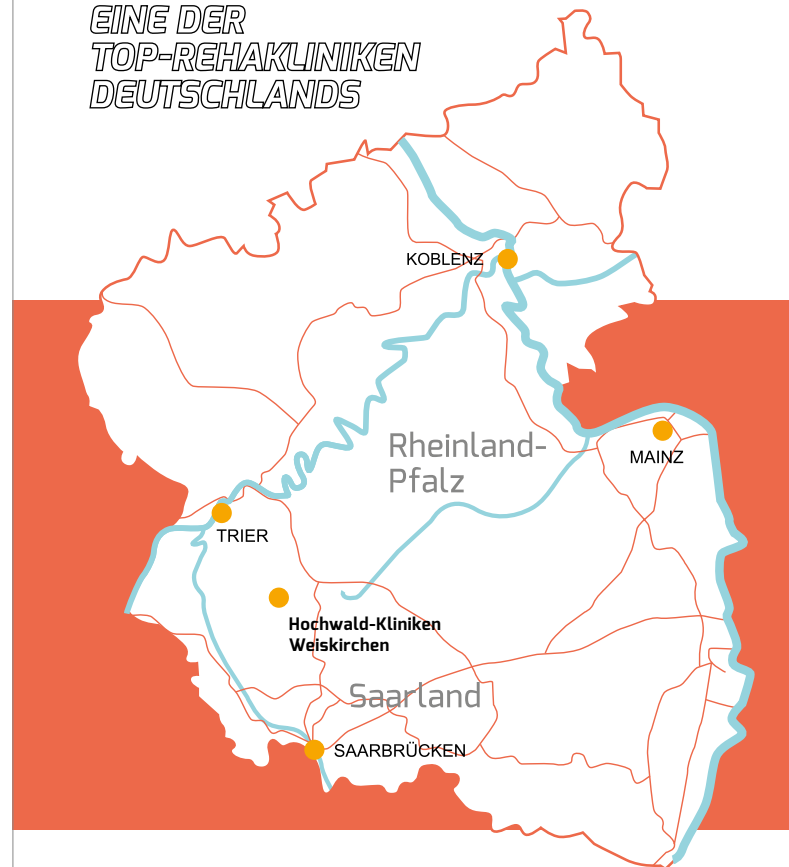 EINE DER
TOP-REHAKLINIKEN
DEUTSCHLANDS
KOBLENZ
Rheinland-
Pfalz
MAINZ
TRIER
Hochwald-Kliniken
Weiskirchen
Saarland
SAARBRÜCKEN